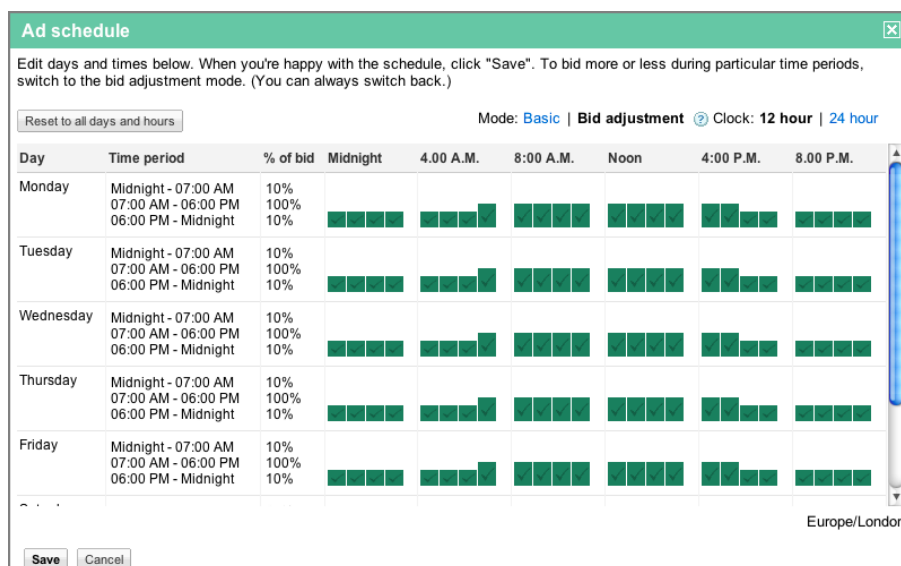 Ad schedule
Edit days and times below. When you're happy with the schedule, click "Save". To bid more or less during particular time periods,
switch to the bid adjustment mode. (You can always switch back.)
Reset to all days and hours
Mode: Basic | Bid adjustment ? Clock: 12 hour | 24 hour
Day Time period % of bid Midnight 4.00 A.M. 8:00 A.M. Noon 4:00 P.M. 8.00 P.M.
Monday Midnight - 07:00 AM 10%
07:00 AM - 06:00 PM 100%
06:00 PM - Midnight 10%
Tuesday Midnight - 07:00 AM 10%
07:00 AM - 06:00 PM 100%
06:00 PM - Midnight 10%
Wednesday Midnight - 07:00 AM 10%
07:00 AM - 06:00 PM 100%
06:00 PM - Midnight 10%
Thursday Midnight - 07:00 AM 10%
07:00 AM - 06:00 PM 100%
06:00 PM - Midnight 10%
Friday Midnight - 07:00 AM 10%
07:00 AM - 06:00 PM 100%
06:00 PM - Midnight 10%
Europe/London
Save Cancel